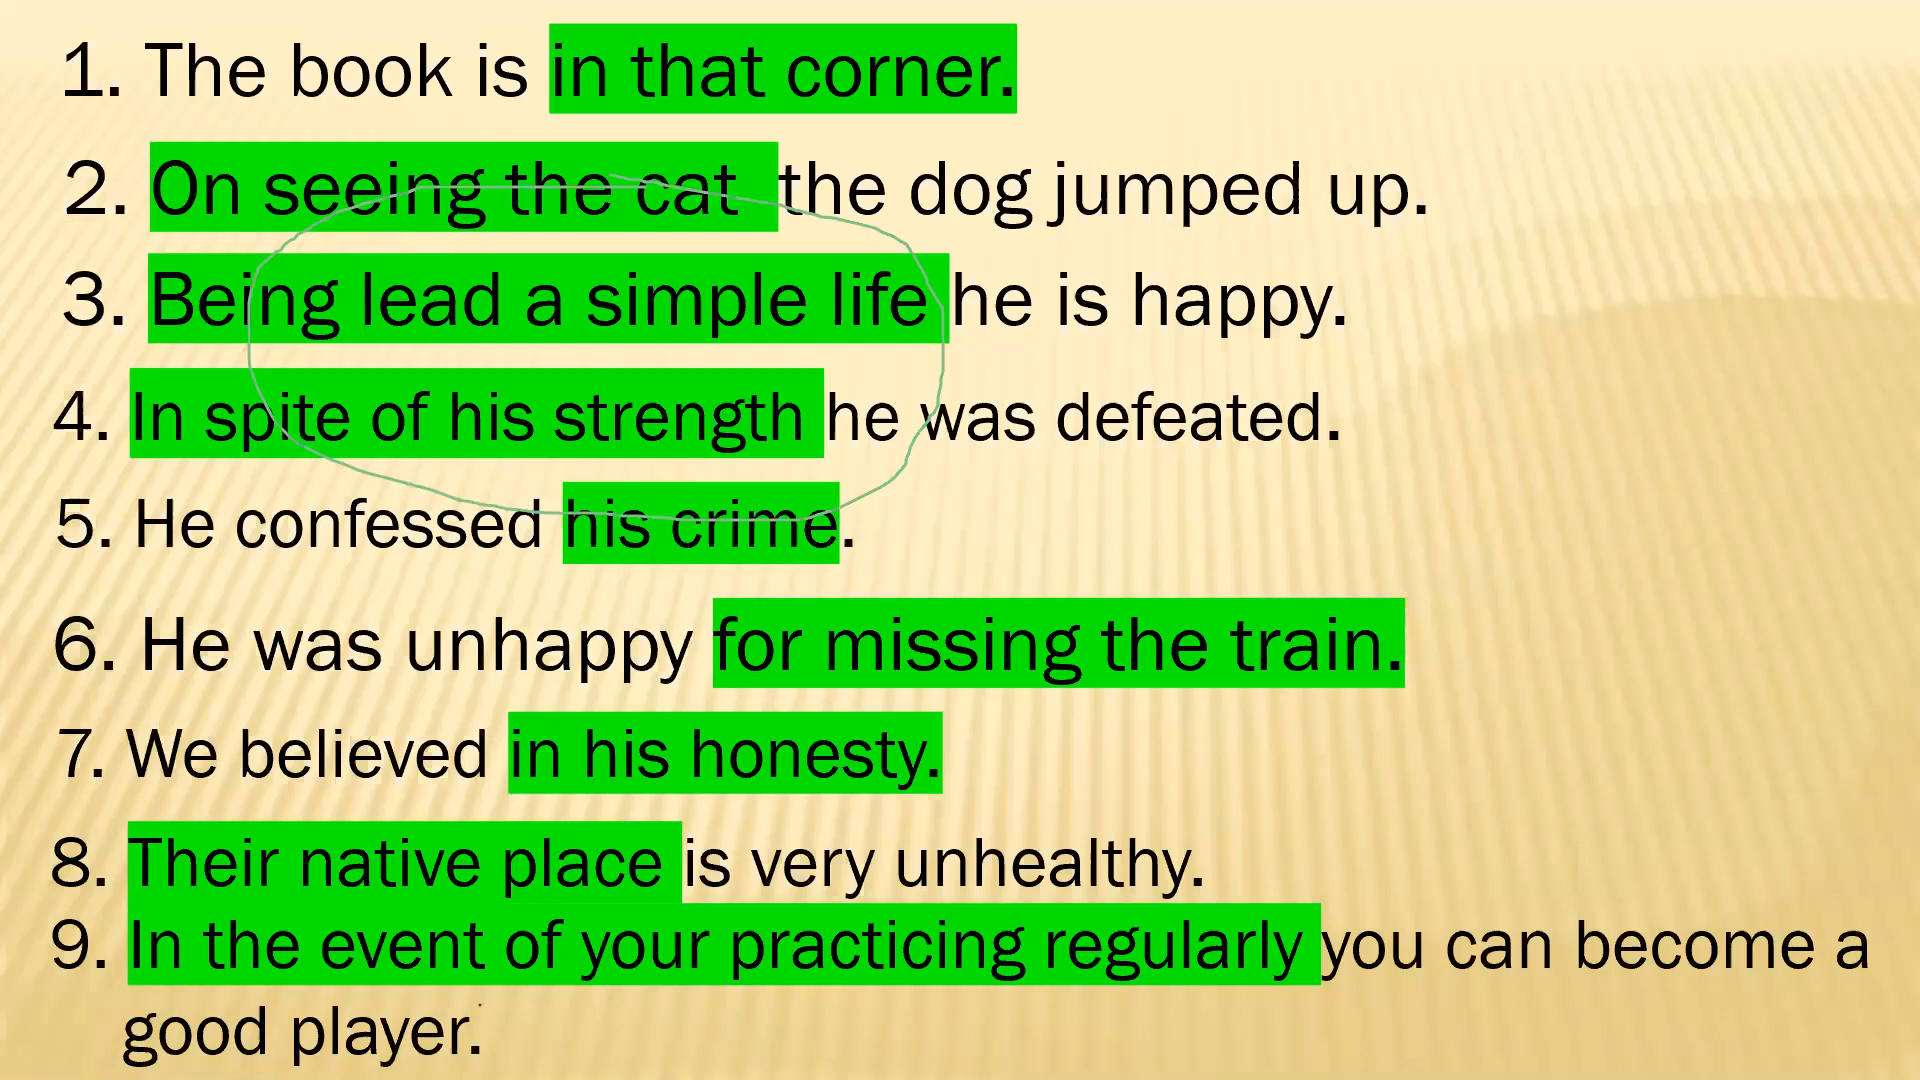 1. The book is in that corner.
2. On seeing the cat the dog jumped up.
3. Being lead a simple life he is happy.
4. In spite of his strength he was defeated.
5. He confessed his crime.
6. He was unhappy for missing the train.
7. We believed in his honesty.
8. Their native place is very unhealthy.
9. In the event of your practicing regularly you can become a
good player.